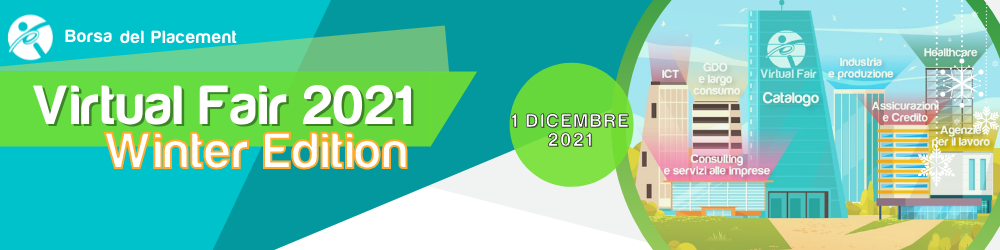 Borsa del Placement
Virtual Fair 2021
Winter Edition
1 DICEMBRE
2021
ICT
GDO
e largo
consumo
Virtual Fair
Catalogo
Industria
e produzione
Healthcare
Assicurazioni
e Credito
Agenzie
per il lavoro
Consulting
e servizi alle imprese